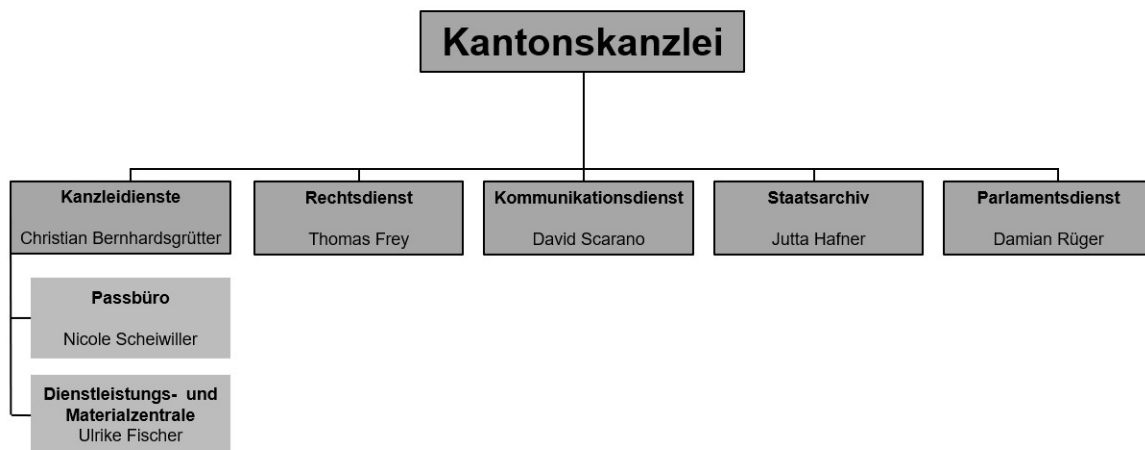 Kantonskanzlei
Kanzleidienste
Christian Bernhardsgrütter
Rechtsdienst
Thomas Frey
Kommunikationsdienst
David Scarano
Staatsarchiv
Jutta Hafner
Parlamentsdienst
Damian Rüger
Passbüro
Nicole Scheiwiller
Dienstleistungs- und
Materialzentrale
Ulrike Fischer